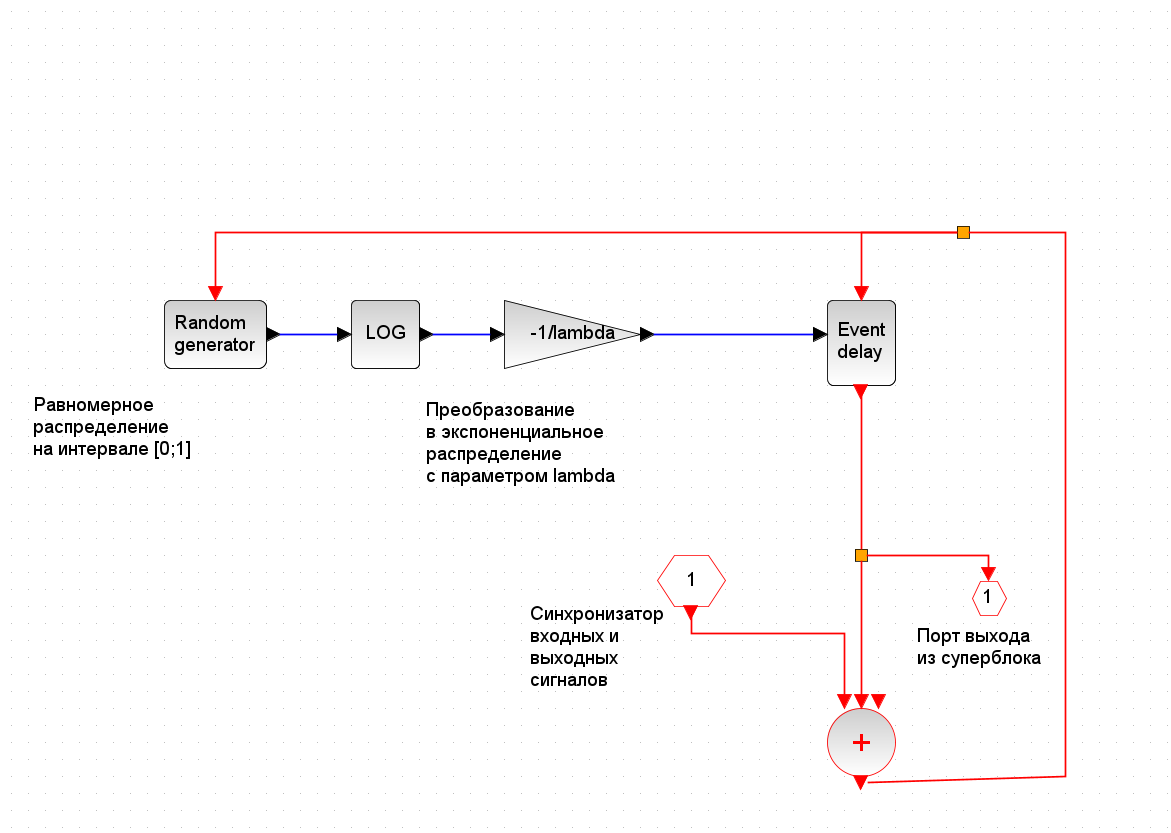 Random
generator
LOG
-1/lambda
Event
delay
Равномерное
распределение
на интервале [0;1]
Преобразование
в экспоненциальное
распределение
с параметром lambda
1
Синхронизатор
входных и
выходных
сигналов
1
Порт выхода
из суперблока
+